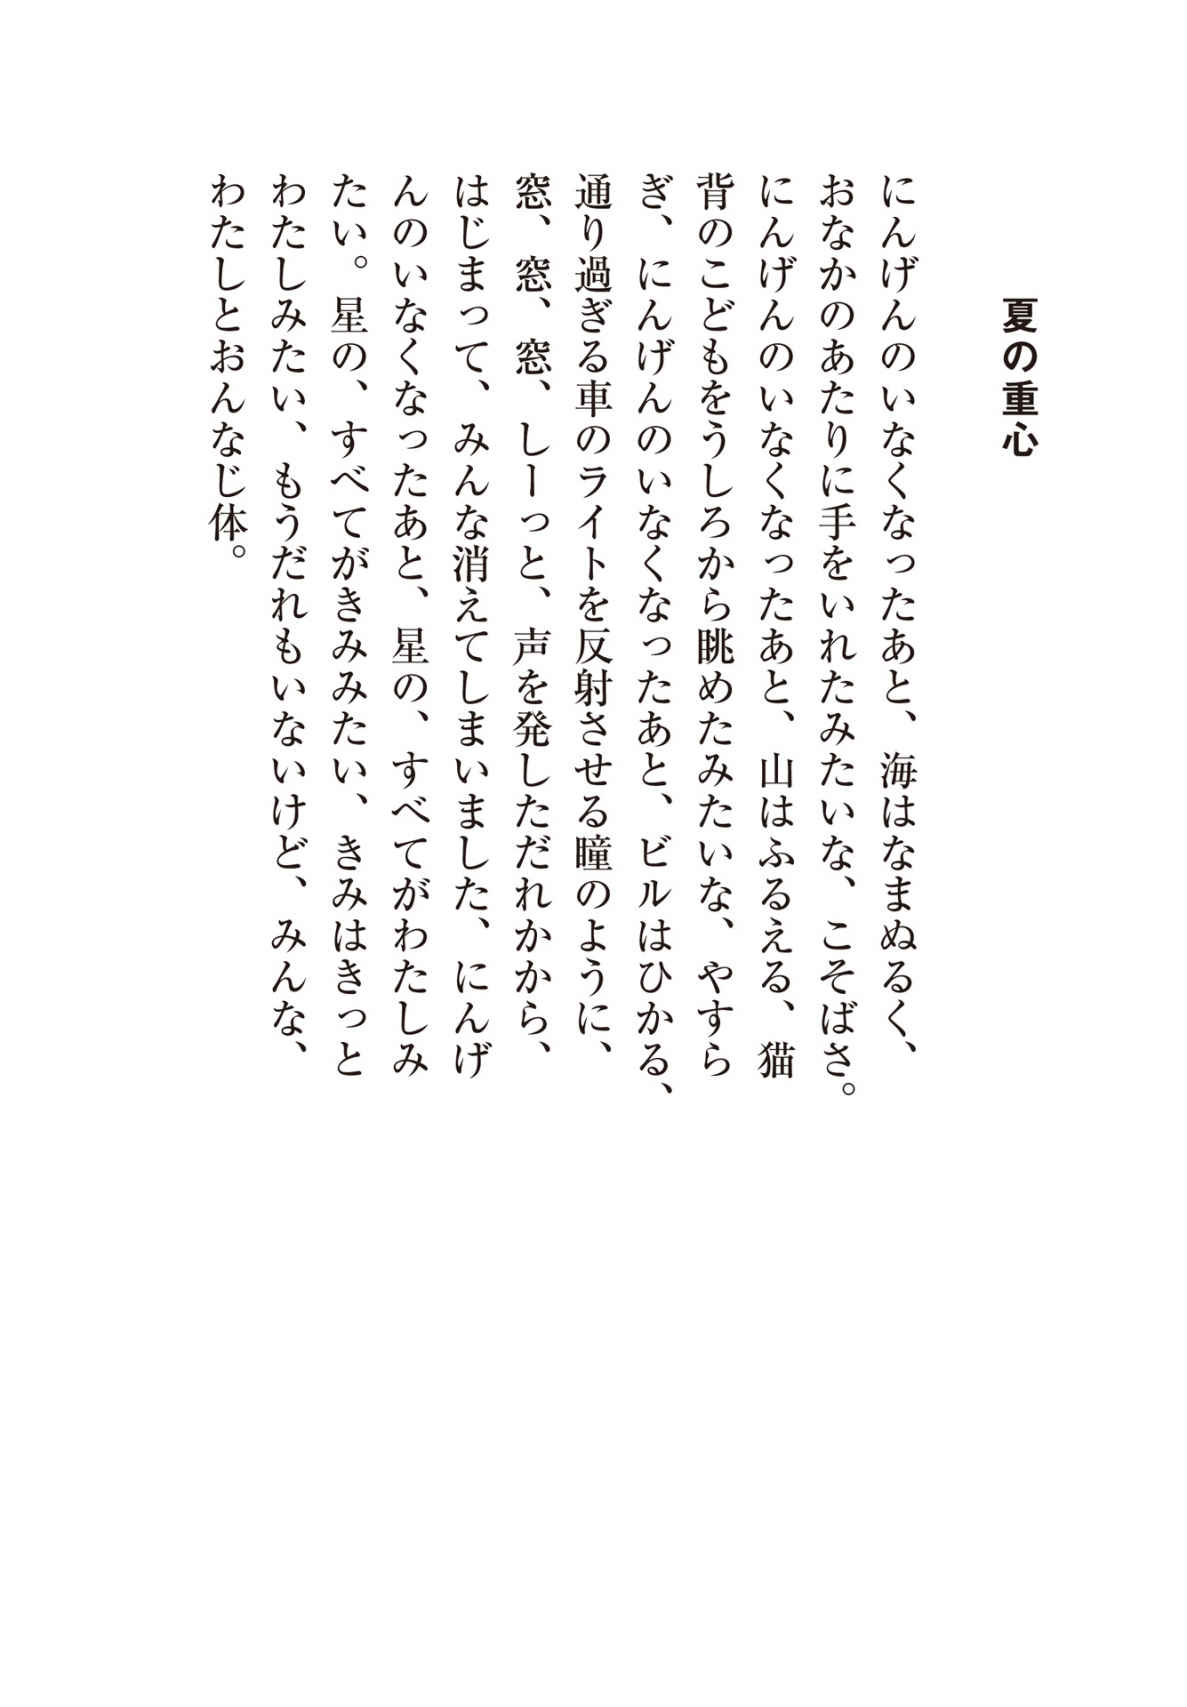 夏の重心
にんげんのいなくなったあと、海はなまぬるく、
おなかのあたりに手をいれたみたいな、こそばさ。
にんげんのいなくなったあと、山はふるえる、猫
背のこどもをうしろから眺めたみたいな、やすら
ぎ、にんげんのいなくなったあと、ビルはひかる、
通り過ぎる車のライトを反射させる瞳のように、
窓、窓、窓、しーっと、声を発しただれかから、
はじまって、みんな消えてしまいました、にんげ
んのいなくなったあと、星の、すべてがわたしみ
たい。星の、すべてがきみみたい、きみはきっと
わたしみたい、もうだれもいないけど、みんな、
わたしとおんなじ体。